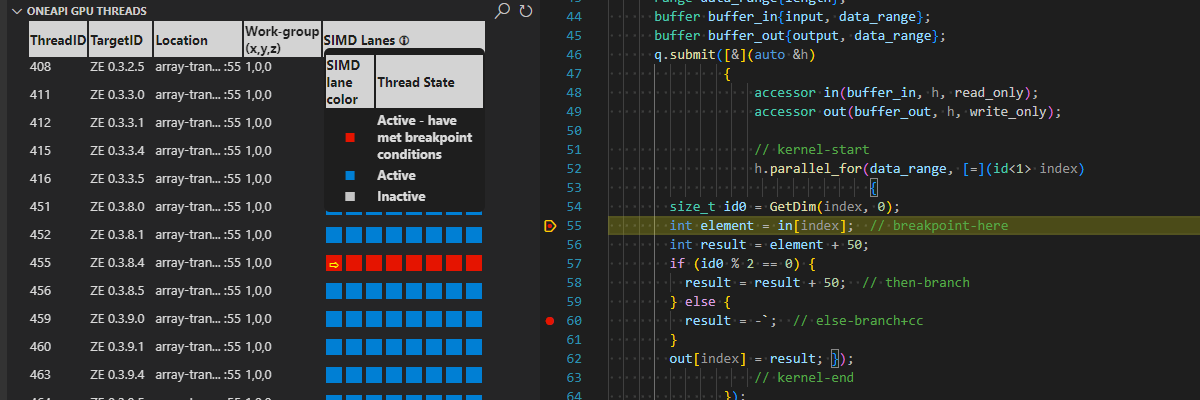 ONEAPI GPU THREADS
ThreadID TargetID Location Work-group (x,y,z) SIMD Lanes
SIMD lane color Thread State
Active - have met breakpoint conditions
Active
Inactive
408 ZE 0.3.2.5 array-tran... :55 1,0,0
411 ZE 0.3.3.0 array-tran... :55 1,0,0
412 ZE 0.3.3.1 array-tran... :55 1,0,0
415 ZE 0.3.3.4 array-tran... :55 1,0,0
416 ZE 0.3.3.5 array-tran... :55 1,0,0
451 ZE 0.3.8.0 array-tran... :55 1,0,0
452 ZE 0.3.8.1 array-tran... :55 1,0,0
455 ZE 0.3.8.4 array-tran... :55 1,0,0
456 ZE 0.3.8.5 array-tran... :55 1,0,0
459 ZE 0.3.9.0 array-tran... :55 1,0,0
460 ZE 0.3.9.1 array-tran... :55 1,0,0
463 ZE 0.3.9.4 array-tran... :55 1,0,0
44 buffer buffer_in{input, data_range};
45 buffer buffer_out{output, data_range};
46 q.submit([&](auto &h)
47 {
48 accessor in(buffer_in, h, read_only);
49 accessor out(buffer_out, h, write_only);
50
51 // kernel-start
52 h.parallel_for(data_range, [=](id<1> index)
53 {
54 size_t id0 = GetDim(index, 0);
55 int element = in[index]; // breakpoint-here
56 int result = element + 50;
57 if (id0 % 2 == 0) {
58 result = result + 50; // then-branch
59 } else {
60 result = -`; // else-branch+cc
61 }
62 out[index] = result; });
63 // kernel-end
64 });